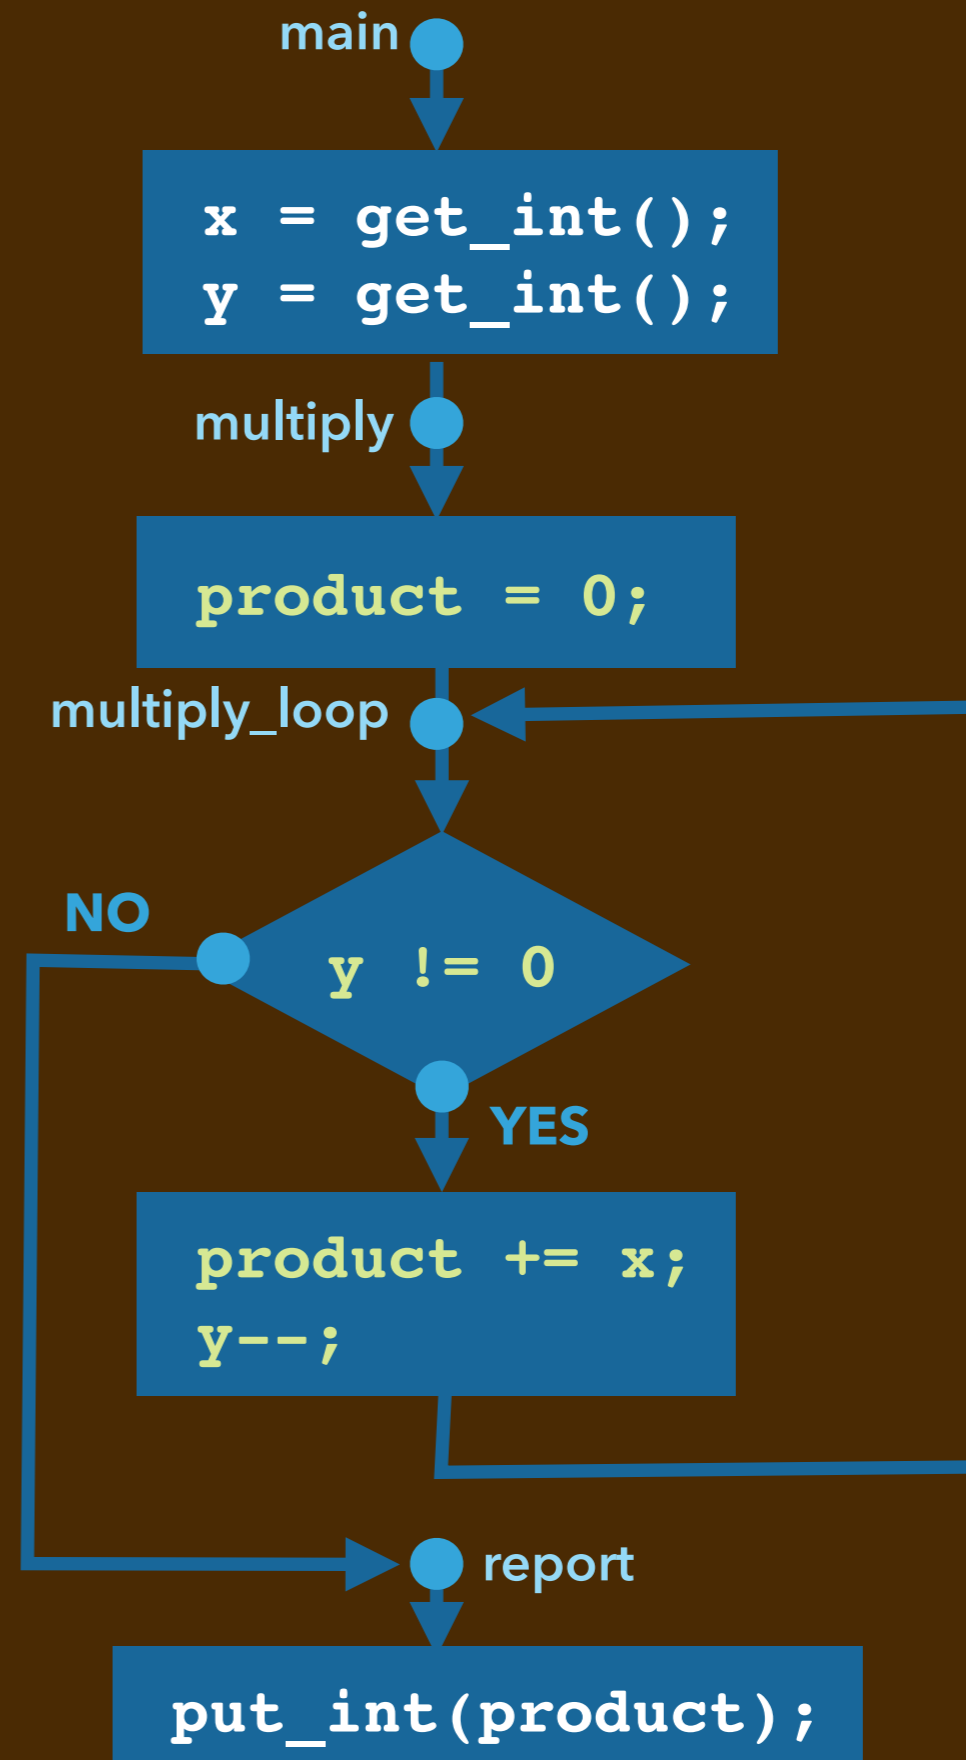 main
x = get_int();
y = get_int();
multiply
product = 0;
multiply_loop
NO
y != 0
YES
product += x;
y--;
report
put_int(product);